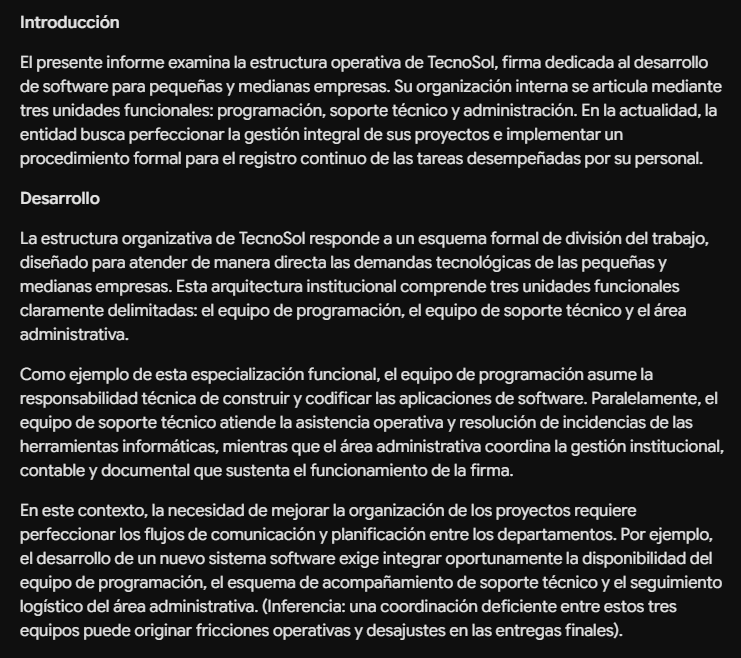 Introducción
El presente informe examina la estructura operativa de TecnoSol, firma dedicada al desarrollo
de software para pequeñas y medianas empresas. Su organización interna se articula mediante
tres unidades funcionales: programación, soporte técnico y administración. En la actualidad, la
entidad busca perfeccionar la gestión integral de sus proyectos e implementar un
procedimiento formal para el registro continuo de las tareas desempeñadas por su personal.
Desarrollo
La estructura organizativa de TecnoSol responde a un esquema formal de división del trabajo,
diseñado para atender de manera directa las demandas tecnológicas de las pequeñas y
medianas empresas. Esta arquitectura institucional comprende tres unidades funcionales
claramente delimitadas: el equipo de programación, el equipo de soporte técnico y el área
administrativa.
Como ejemplo de esta especialización funcional, el equipo de programación asume la
responsabilidad técnica de construir y codificar las aplicaciones de software. Paralelamente, el
equipo de soporte técnico atiende la asistencia operativa y resolución de incidencias de las
herramientas informáticas, mientras que el área administrativa coordina la gestión institucional,
contable y documental que sustenta el funcionamiento de la firma.
En este contexto, la necesidad de mejorar la organización de los proyectos requiere
perfeccionar los flujos de comunicación y planificación entre los departamentos. Por ejemplo,
el desarrollo de un nuevo sistema software exige integrar oportunamente la disponibilidad del
equipo de programación, el esquema de acompañamiento de soporte técnico y el seguimiento
logístico del área administrativa. (Inferencia: una coordinación deficiente entre estos tres
equipos puede originar fricciones operativas y desajustes en las entregas finales).